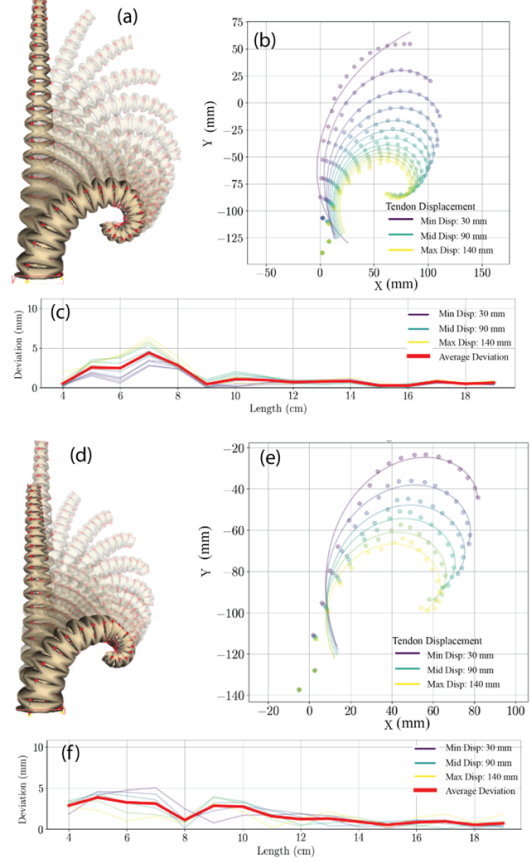 (a)
(b)
75
50
25
0
−25
−50
−75
−100
−125
Y (mm)
Tendon Displacement
Min Disp: 30 mm
Mid Disp: 90 mm
Max Disp: 140 mm
−50
0
50
100
150
X (mm)
(c)
10
5
0
Deviation (mm)
Min Disp: 30 mm
Mid Disp: 90 mm
Max Disp: 140 mm
Average Deviation
4
6
8
10
12
14
16
18
Length (cm)
(d)
(e)
−20
−40
−60
−80
−100
−120
−140
Y (mm)
Tendon Displacement
Min Disp: 30 mm
Mid Disp: 90 mm
Max Disp: 140 mm
−20
0
20
40
60
80
100
X (mm)
(f)
10
5
0
Deviation (mm)
Min Disp: 30 mm
Mid Disp: 90 mm
Max Disp: 140 mm
Average Deviation
4
6
8
10
12
14
16
18
Length (cm)